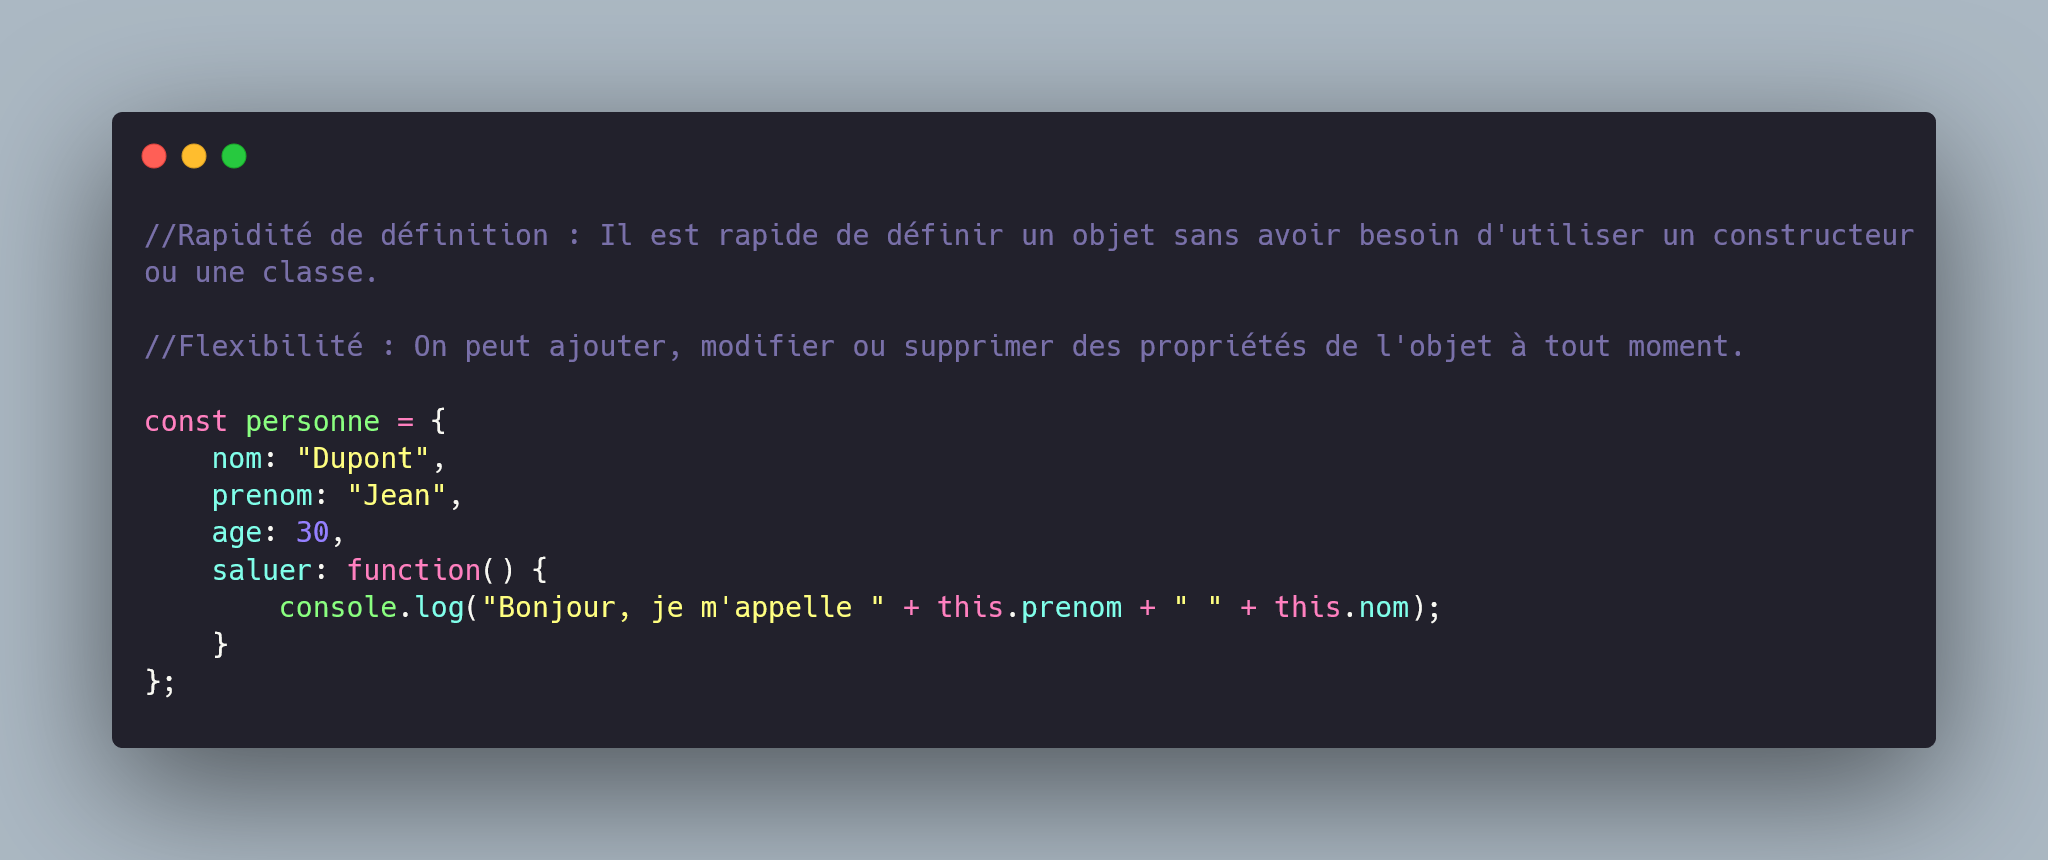 //Rapidité de définition : Il est rapide de définir un objet sans avoir besoin d'utiliser un constructeur
ou une classe.
//Flexibilité : On peut ajouter, modifier ou supprimer des propriétés de l'objet à tout moment.
const personne = {
    nom: "Dupont",
    prenom: "Jean",
    age: 30,
    saluer: function() {
        console.log("Bonjour, je m'appelle " + this.prenom + " " + this.nom);
    }
};